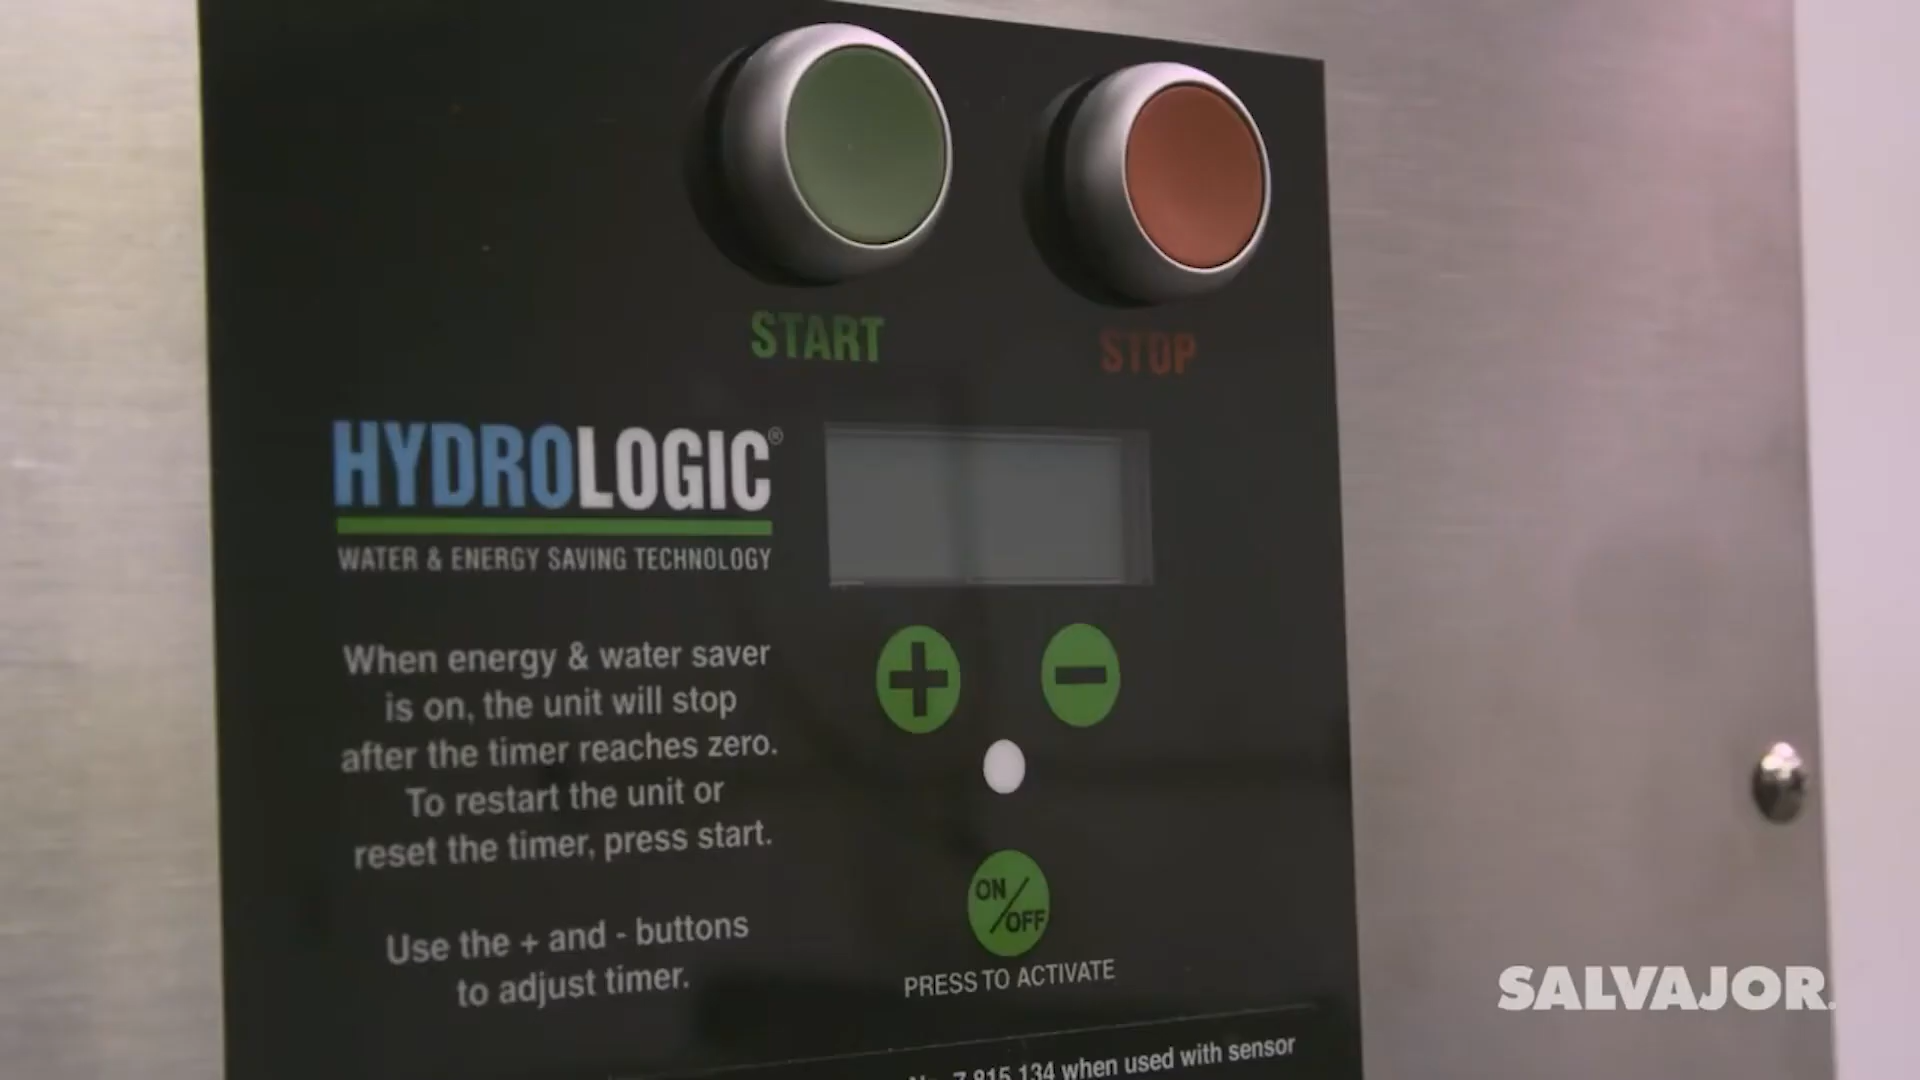 START
STOP
HYDROLOGIC®
WATER & ENERGY SAVING TECHNOLOGY
When energy & water saver
is on, the unit will stop
after the timer reaches zero.
To restart the unit or
reset the timer, press start.
Use the + and - buttons
to adjust timer.
ON/OFF
PRESS TO ACTIVATE
7,815,134 when used with sensor
SALVAJOR.